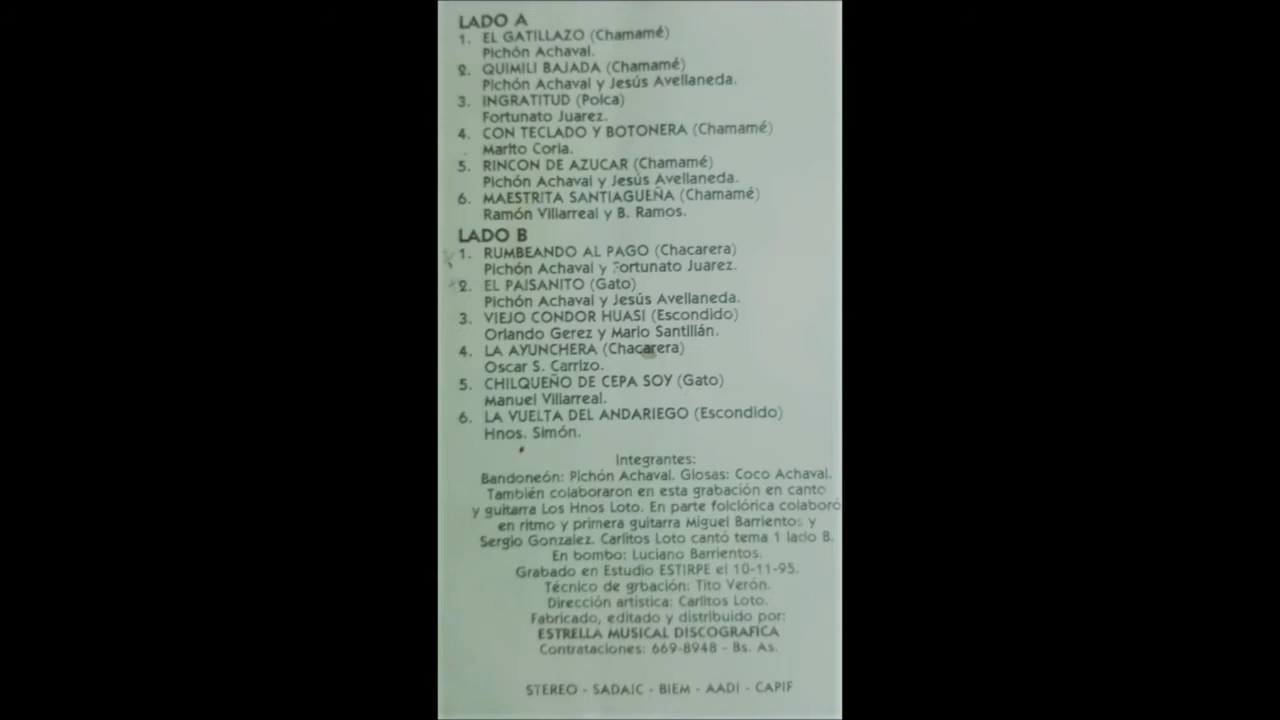 LADO A
1. EL GATILLAZO (Chamamé)
Pichón Achaval.
2. QUIMILI BAJADA (Chamamé)
Pichón Achaval y Jesús Avellaneda.
3. INGRATITUD (Polca)
Fortunato Juarez.
4. CON TECLADO Y BOTONERA (Chamamé)
Marito Coria.
5. RINCON DE AZUCAR (Chamamé)
Pichón Achaval y Jesús Avellaneda.
6. MAESTRITA SANTIAGUEÑA (Chamamé)
Ramón Villarreal y B. Ramos.
LADO B
1. RUMBEANDO AL PAGO (Chacarera)
Pichón Achaval y Fortunato Juarez.
2. EL PAISANITO (Gato)
Pichón Achaval y Jesús Avellaneda.
3. VIEJO CONDOR HUASI (Escondido)
Orlando Gerez y Mario Santillán.
4. LA AYUNCHERA (Chacarera)
Oscar S. Carrizo.
5. CHILQUEÑO DE CEPA SOY (Gato)
Manuel Villarreal.
6. LA VUELTA DEL ANDARIEGO (Escondido)
Hnos. Simón.
Integrantes:
Bandoneón: Pichón Achaval. Glosas: Coco Achaval.
También colaboraron en esta grabación en canto
y guitarra Los Hnos Loto. En parte folclórica colaboró
en ritmo y primera guitarra Miguel Barrientos y
Sergio Gonzalez. Carlitos Loto cantó tema 1 lado B.
En bombo: Luciano Barrientos.
Grabado en Estudio ESTIRPE el 10-11-95.
Técnico de grbación: Tito Verón.
Dirección artística: Carlitos Loto.
Fabricado, editado y distribuido por:
ESTRELLA MUSICAL DISCOGRAFICA
Contrataciones: 669-8948 - Bs. As.
STEREO - SADAIC - BIEM - AADI - CAPIF